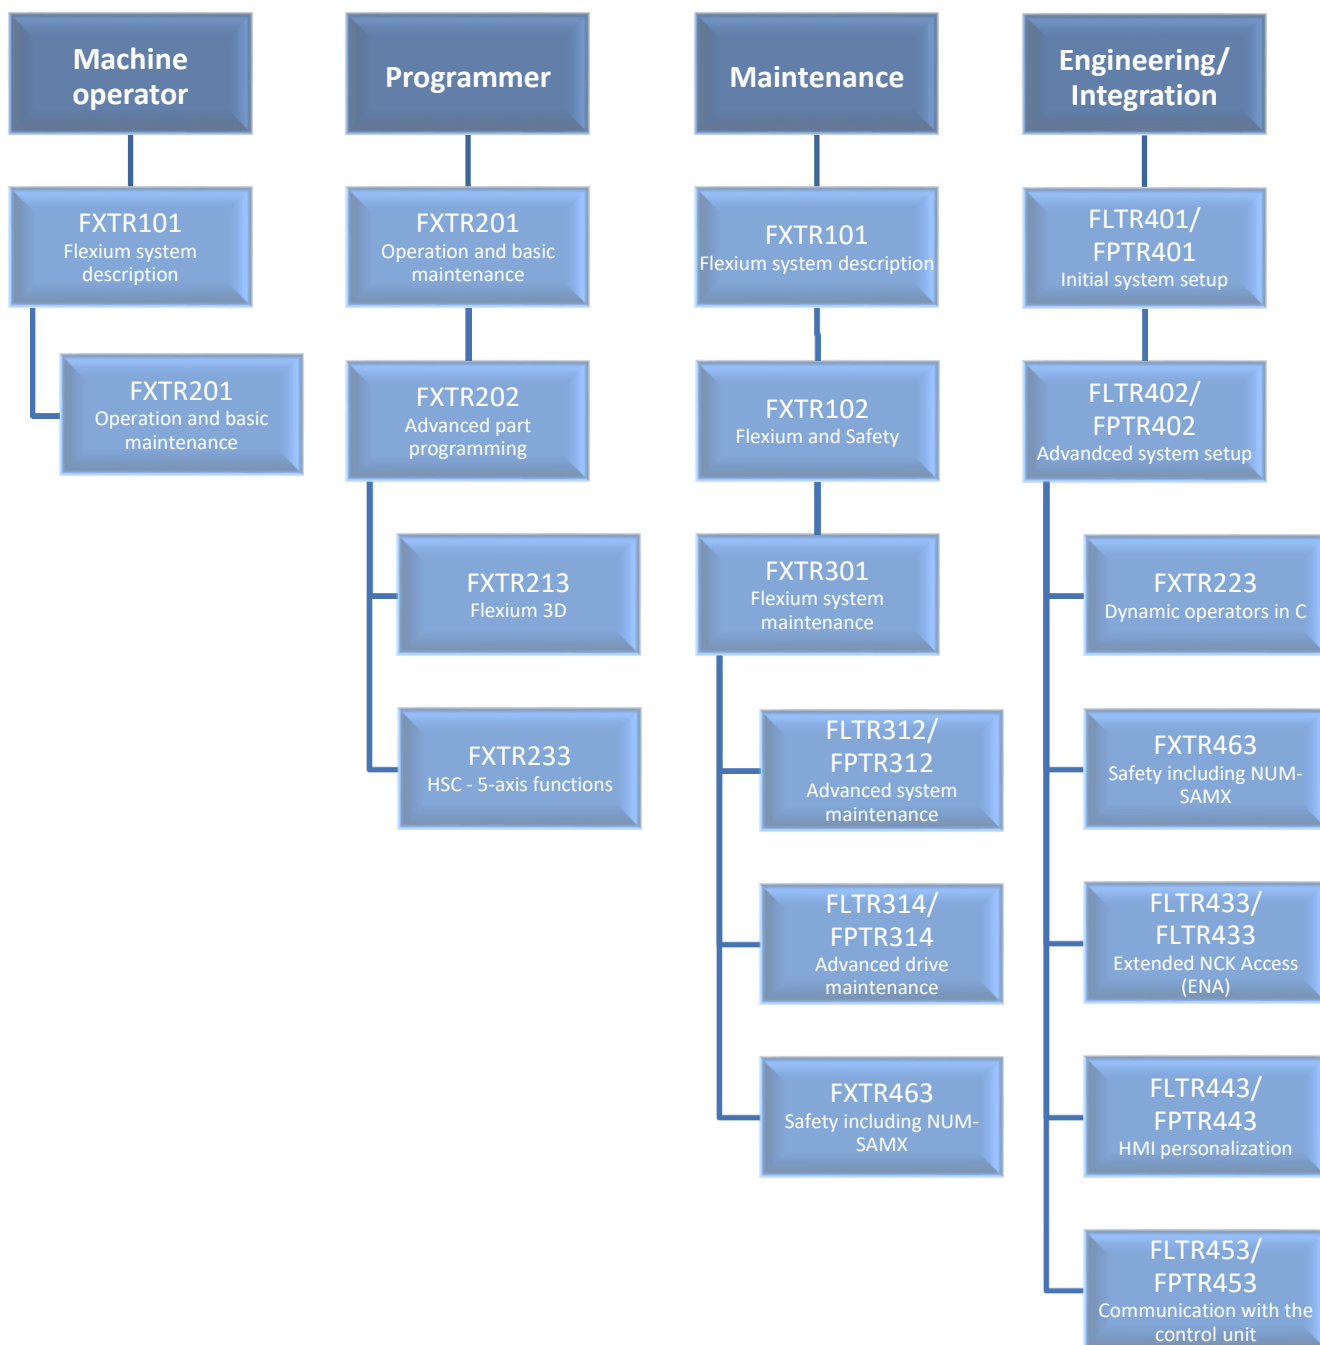 Machine
operator
FXTR101
Flexium system
description
FXTR201
Operation and basic
maintenance
Programmer
FXTR201
Operation and basic
maintenance
FXTR202
Advanced part
programming
FXTR213
Flexium 3D
FXTR233
HSC - 5-axis functions
Maintenance
FXTR101
Flexium system description
FXTR102
Flexium and Safety
FXTR301
Flexium system
maintenance
FLTR312/
FPTR312
Advanced system
maintenance
FLTR314/
FPTR314
Advanced drive
maintenance
FXTR463
Safety including NUM-
SAMX
Engineering/
Integration
FLTR401/
FPTR401
Initial system setup
FLTR402/
FPTR402
Advandced system setup
FXTR223
Dynamic operators in C
FXTR463
Safety including NUM-
SAMX
FLTR433/
FLTR433
Extended NCK Access
(ENA)
FLTR443/
FPTR443
HMI personalization
FLTR453/
FPTR453
Communication with the
control unit